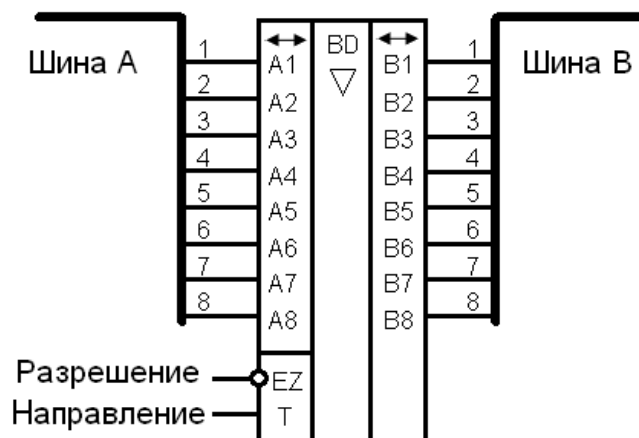 1 BD 1
Шина А A1 B1 Шина В
2 A2 B2 2
3 A3 B3 3
4 A4 B4 4
5 A5 B5 5
6 A6 B6 6
7 A7 B7 7
8 A8 B8 8
Разрешение EZ
Направление T